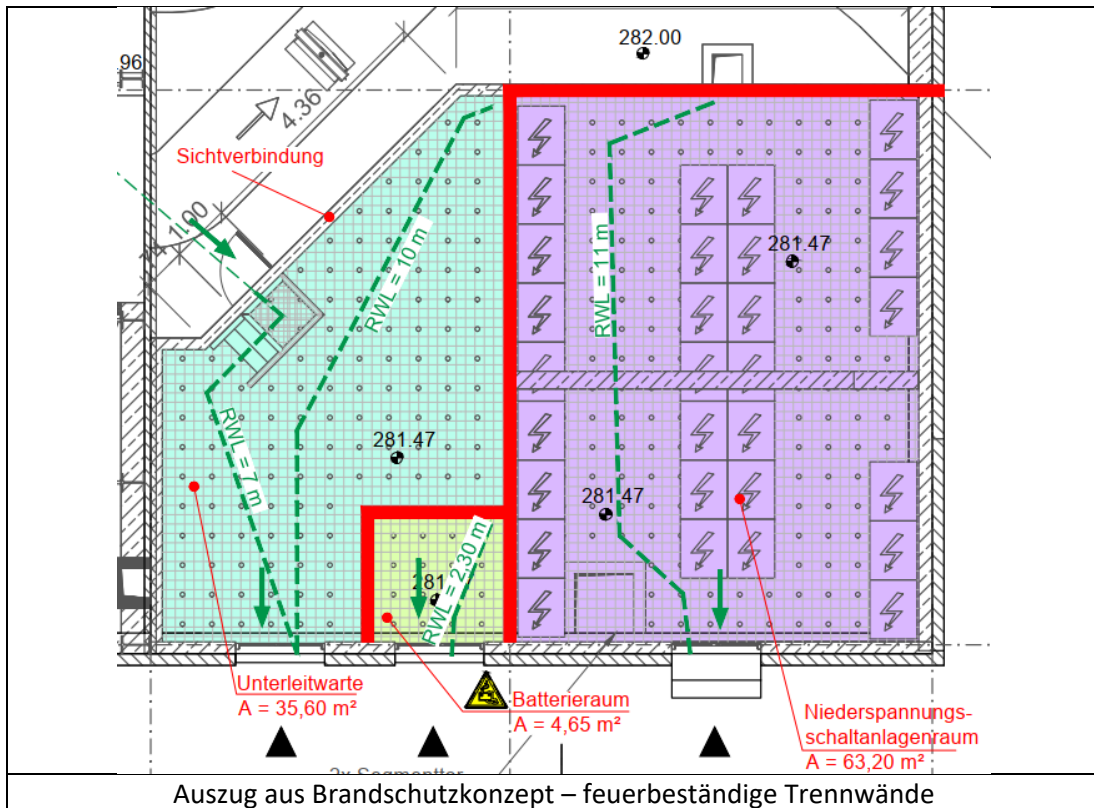 282.00
96
4.36
Sichtverbindung
1.00
RWL = 10 m
RWL = 11 m
281.47
RWL = 7 m
281.47
281.47
281
RWL = 2,30 m
Unterleitwarte
A = 35,60 m²
Batterieraum
A = 4,65 m²
Niederspannungs-
schaltanlagenraum
A = 63,20 m²
Auszug aus Brandschutzkonzept – feuerbeständige Trennwände